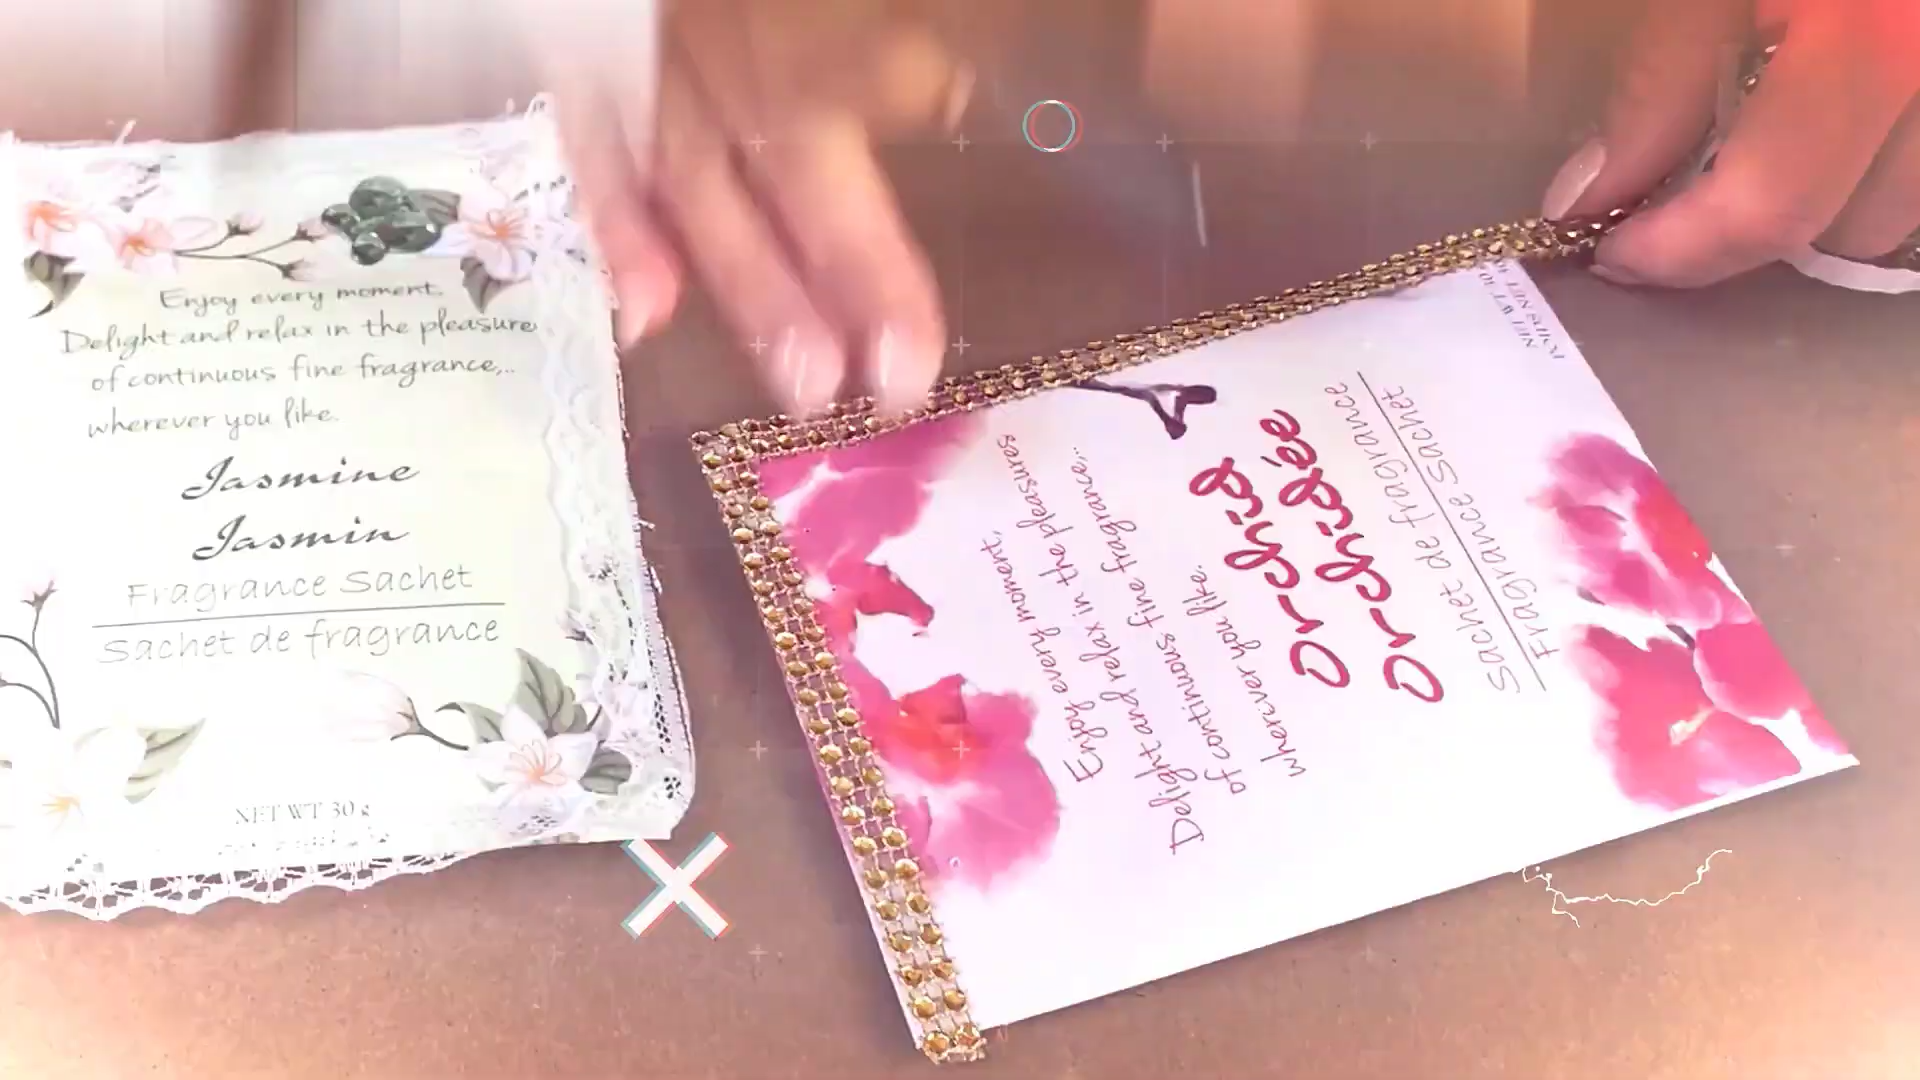 Enjoy every moment.
Delight and relax in the pleasure
of continuous fine fragrance,..
wherever you like.
Jasmine
Jasmin
Fragrance Sachet
Sachet de fragrance
NET WT 30 g
Enjoy every moment,
Delight and relax in the pleasures
of continuous fine fragrance...
wherever you like.
Orchid
Orchidée
Sachet de fragrance
Fragrance Sachet